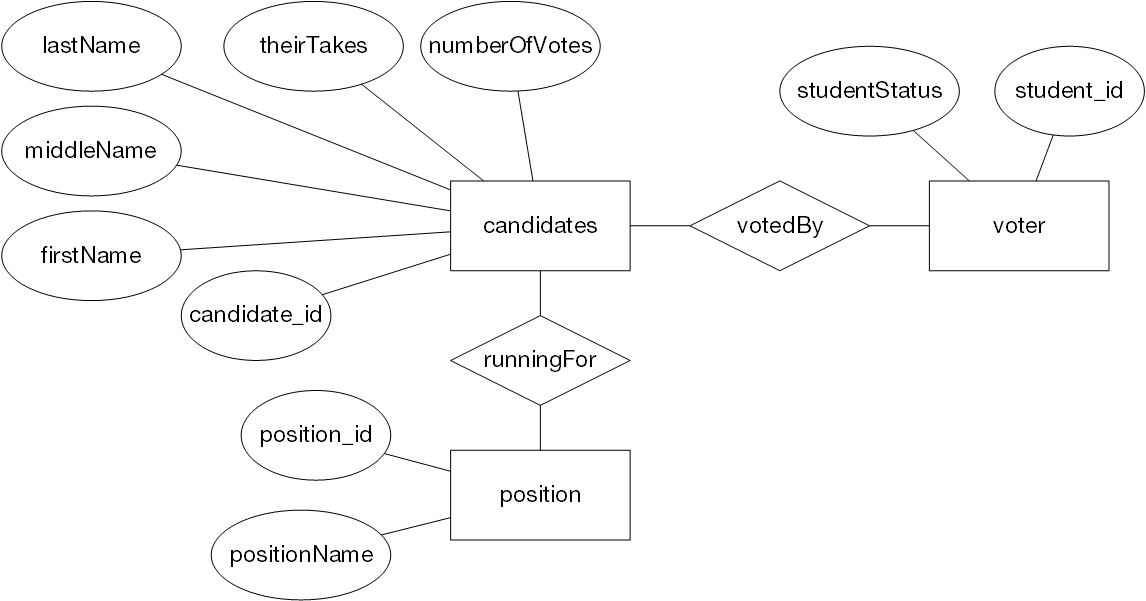 lastName
theirTakes
numberOfVotes
studentStatus
student_id
middleName
firstName
candidates
votedBy
voter
candidate_id
runningFor
position_id
position
positionName